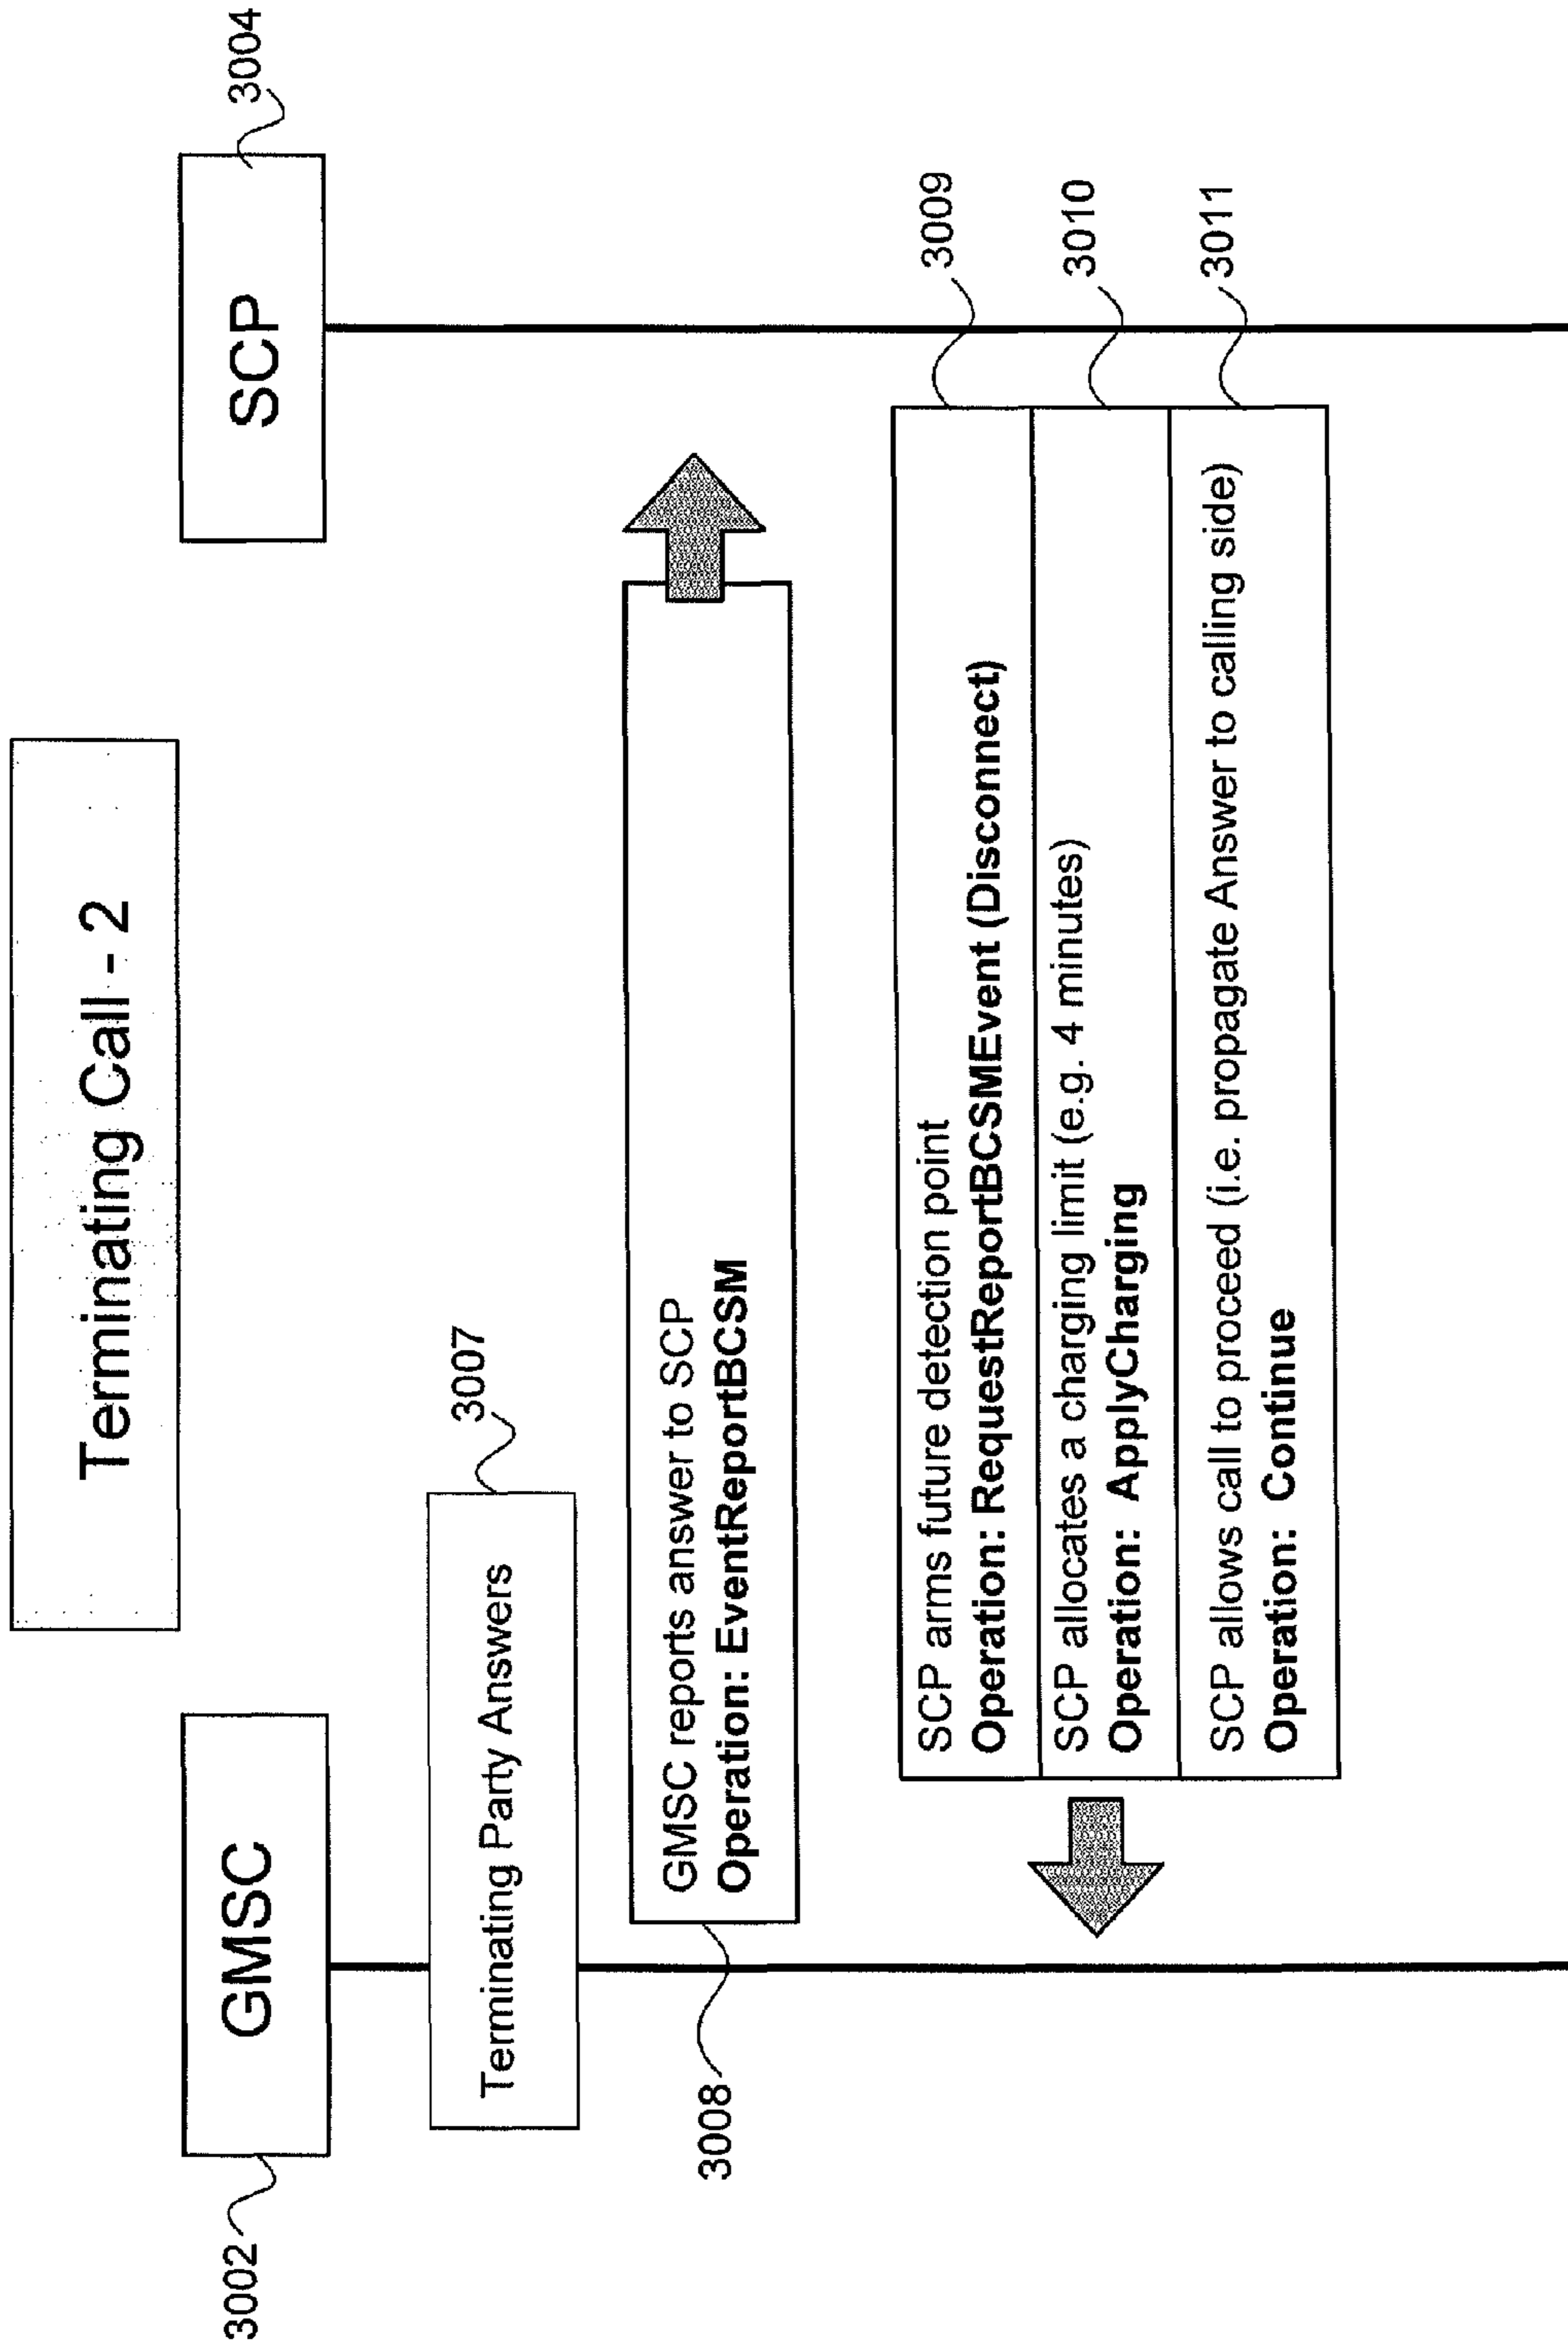 Terminating Call - 2
3002
GMSC
SCP
3004
Terminating Party Answers
3007
3008
GMSC reports answer to SCP
Operation: EventReportBCSM
SCP arms future detection point
Operation: RequestReportBCSMEvent (Disconnect)
3009
SCP allocates a charging limit (e.g. 4 minutes)
Operation: ApplyCharging
3010
SCP allows call to proceed (i.e. propagate Answer to calling side)
Operation: Continue
3011